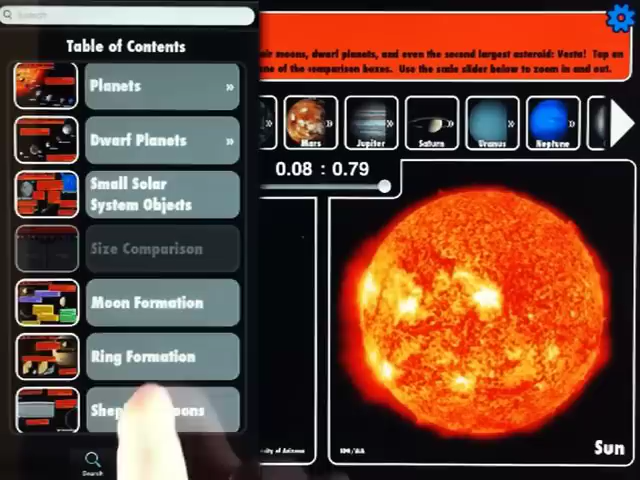 Search
Table of Contents
Planets »
Dwarf Planets »
Small Solar
System Objects
Size Comparison
Moon Formation
Ring Formation
Search
eir moons, dwarf planets, and even the second largest asteroid: Vesta! Tap on
one of the comparison boxes. Use the scale slider below to zoom in and out.
Mars
Jupiter
Saturn
Uranus
Neptune
0.08 : 0.79
Sun